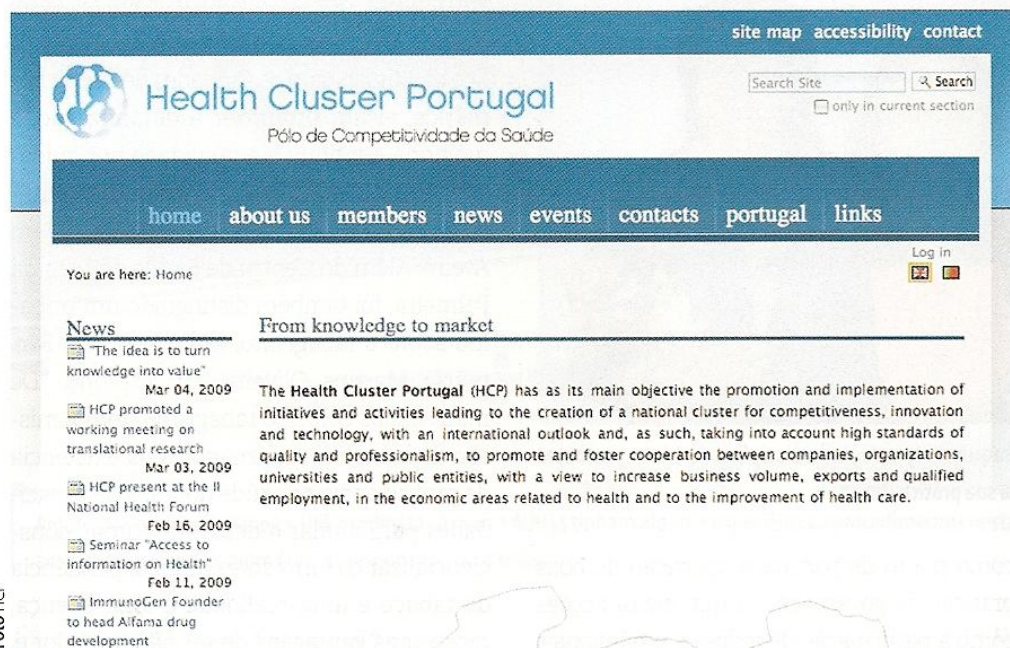 site map accessibility contact
Health Cluster Portugal
Pólo de Competitividade da Saúde
Search Site
Search
only in current section
home about us members news events contacts portugal links
Log in
You are here: Home
News
"The idea is to turn
knowledge into value"
Mar 04, 2009
HCP promoted a
working meeting on
translational research
Mar 03, 2009
HCP present at the II
National Health Forum
Feb 16, 2009
Seminar "Access to
information on Health"
Feb 11, 2009
ImmunoGen Founder
to head Alfama drug
development
From knowledge to market
The Health Cluster Portugal (HCP) has as its main objective the promotion and implementation of
initiatives and activities leading to the creation of a national cluster for competitiveness, innovation
and technology, with an international outlook and, as such, taking into account high standards of
quality and professionalism, to promote and foster cooperation between companies, organizations,
universities and public entities, with a view to increase business volume, exports and qualified
employment, in the economic areas related to health and to the improvement of health care.